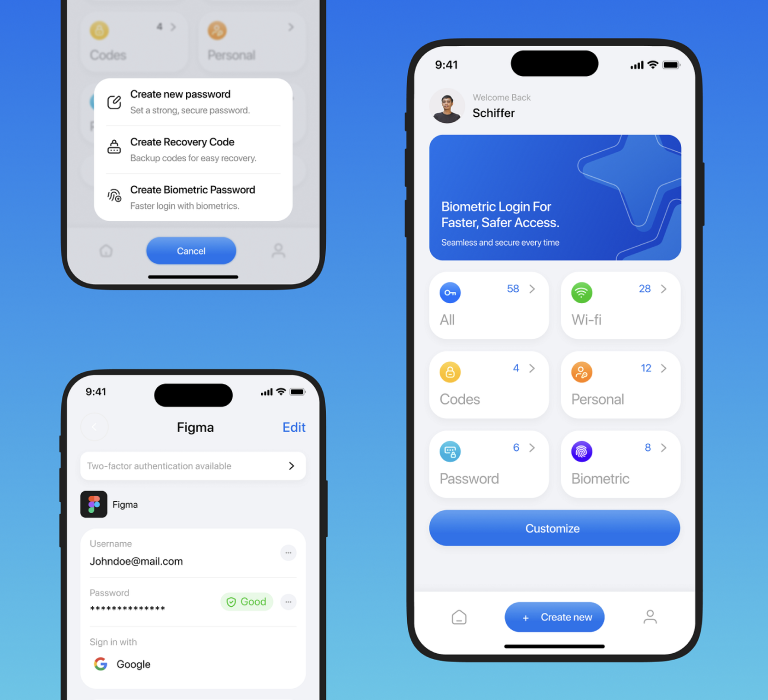 4
Codes
Personal
Create new password
Set a strong, secure password.
Create Recovery Code
Backup codes for easy recovery.
Create Biometric Password
Faster login with biometrics.
Cancel
9:41
Figma
Edit
Two-factor authentication available
Figma
Username
Johndoe@mail.com
Password
**************
Good
Sign in with
Google
9:41
Welcome Back
Schiffer
Biometric Login For
Faster, Safer Access.
Seamless and secure every time
58
All
28
Wi-fi
4
Codes
12
Personal
6
Password
8
Biometric
Customize
+ Create new